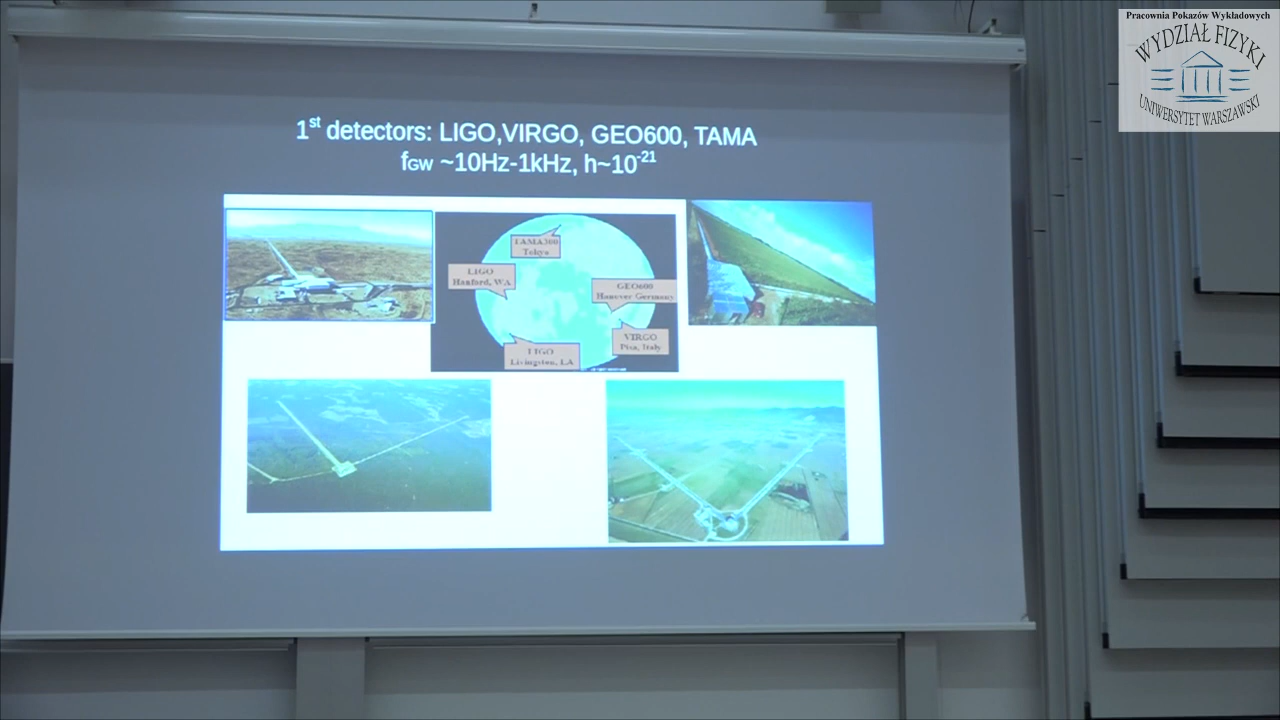 Pracownia Pokazów Wykładowych
WYDZIAŁ FIZYKI
UNIWERSYTET WARSZAWSKI
1st detectors: LIGO,VIRGO, GEO600, TAMA
fGW ~10Hz-1kHz, h~10-21
TAMA300
Tokyo
LIGO
Hanford, WA
GEO600
Hanover Germany
VIRGO
Pisa, Italy
LIGO
Livingston, LA